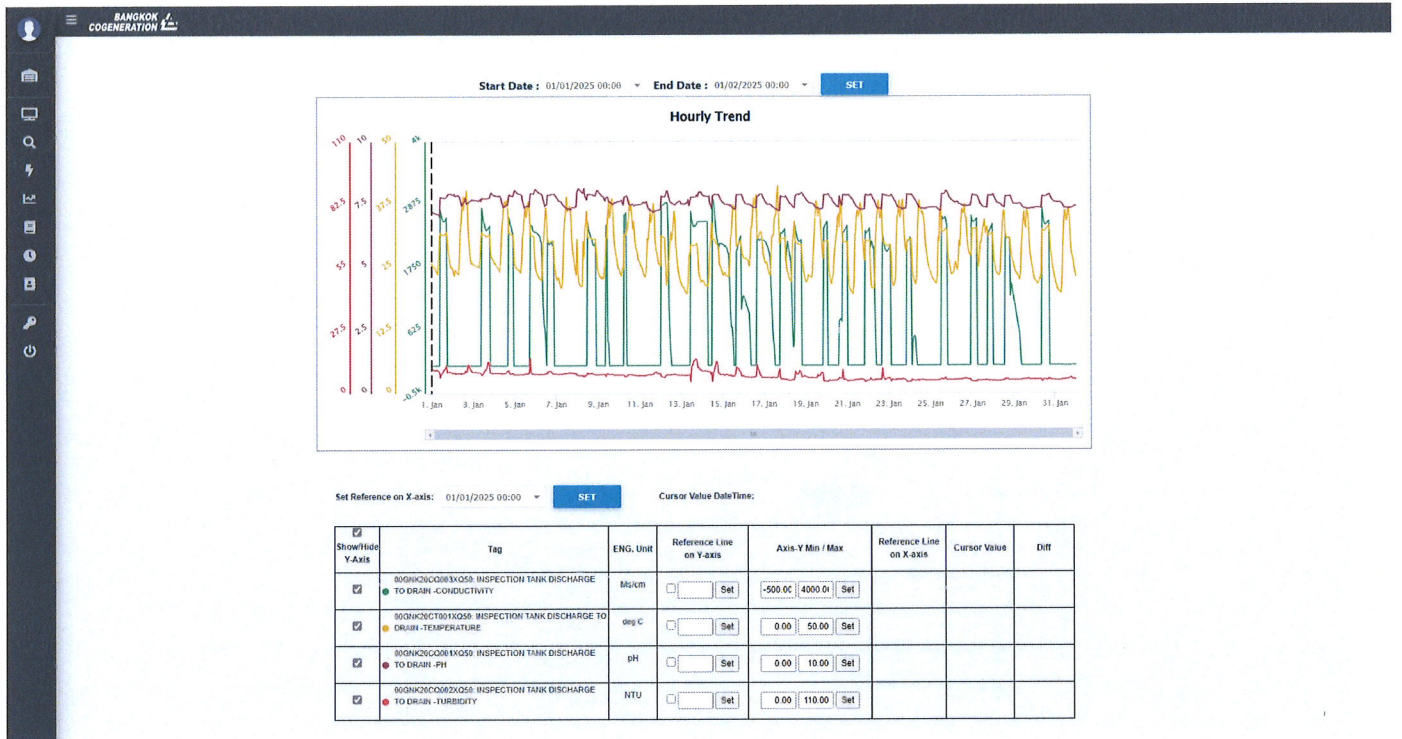 BANGKOK
COGENERATION
Start Date : 01/01/2025 00:00 End Date : 01/02/2025 00:00 SET
Hourly Trend
110 10 50 4k
82.5 7.5 37.5 2875
55 5 25 1750
27.5 2.5 12.5 625
0 0 0 -0.5k
1. Jan 3. Jan 5. Jan 7. Jan 9. Jan 11. Jan 13. Jan 15. Jan 17. Jan 19. Jan 21. Jan 23. Jan 25. Jan 27. Jan 29. Jan 31. Jan
Set Reference on X-axis: 01/01/2025 00:00 SET Cursor Value DateTime:
Show/Hide Y-Axis Tag ENG. Unit Reference Line on Y-axis Axis-Y Min / Max Reference Line on X-axis Cursor Value Diff
00GNK20CQ003XQ50: INSPECTION TANK DISCHARGE
TO DRAIN -CONDUCTIVITY Ms/cm Set -500.00 4000.00 Set
00GNK20CT001XQ50: INSPECTION TANK DISCHARGE TO
DRAIN -TEMPERATURE deg C Set 0.00 50.00 Set
00GNK20CQ001XQ50: INSPECTION TANK DISCHARGE
TO DRAIN -PH pH Set 0.00 10.00 Set
00GNK20CQ002XQ50: INSPECTION TANK DISCHARGE
TO DRAIN -TURBIDITY NTU Set 0.00 110.00 Set